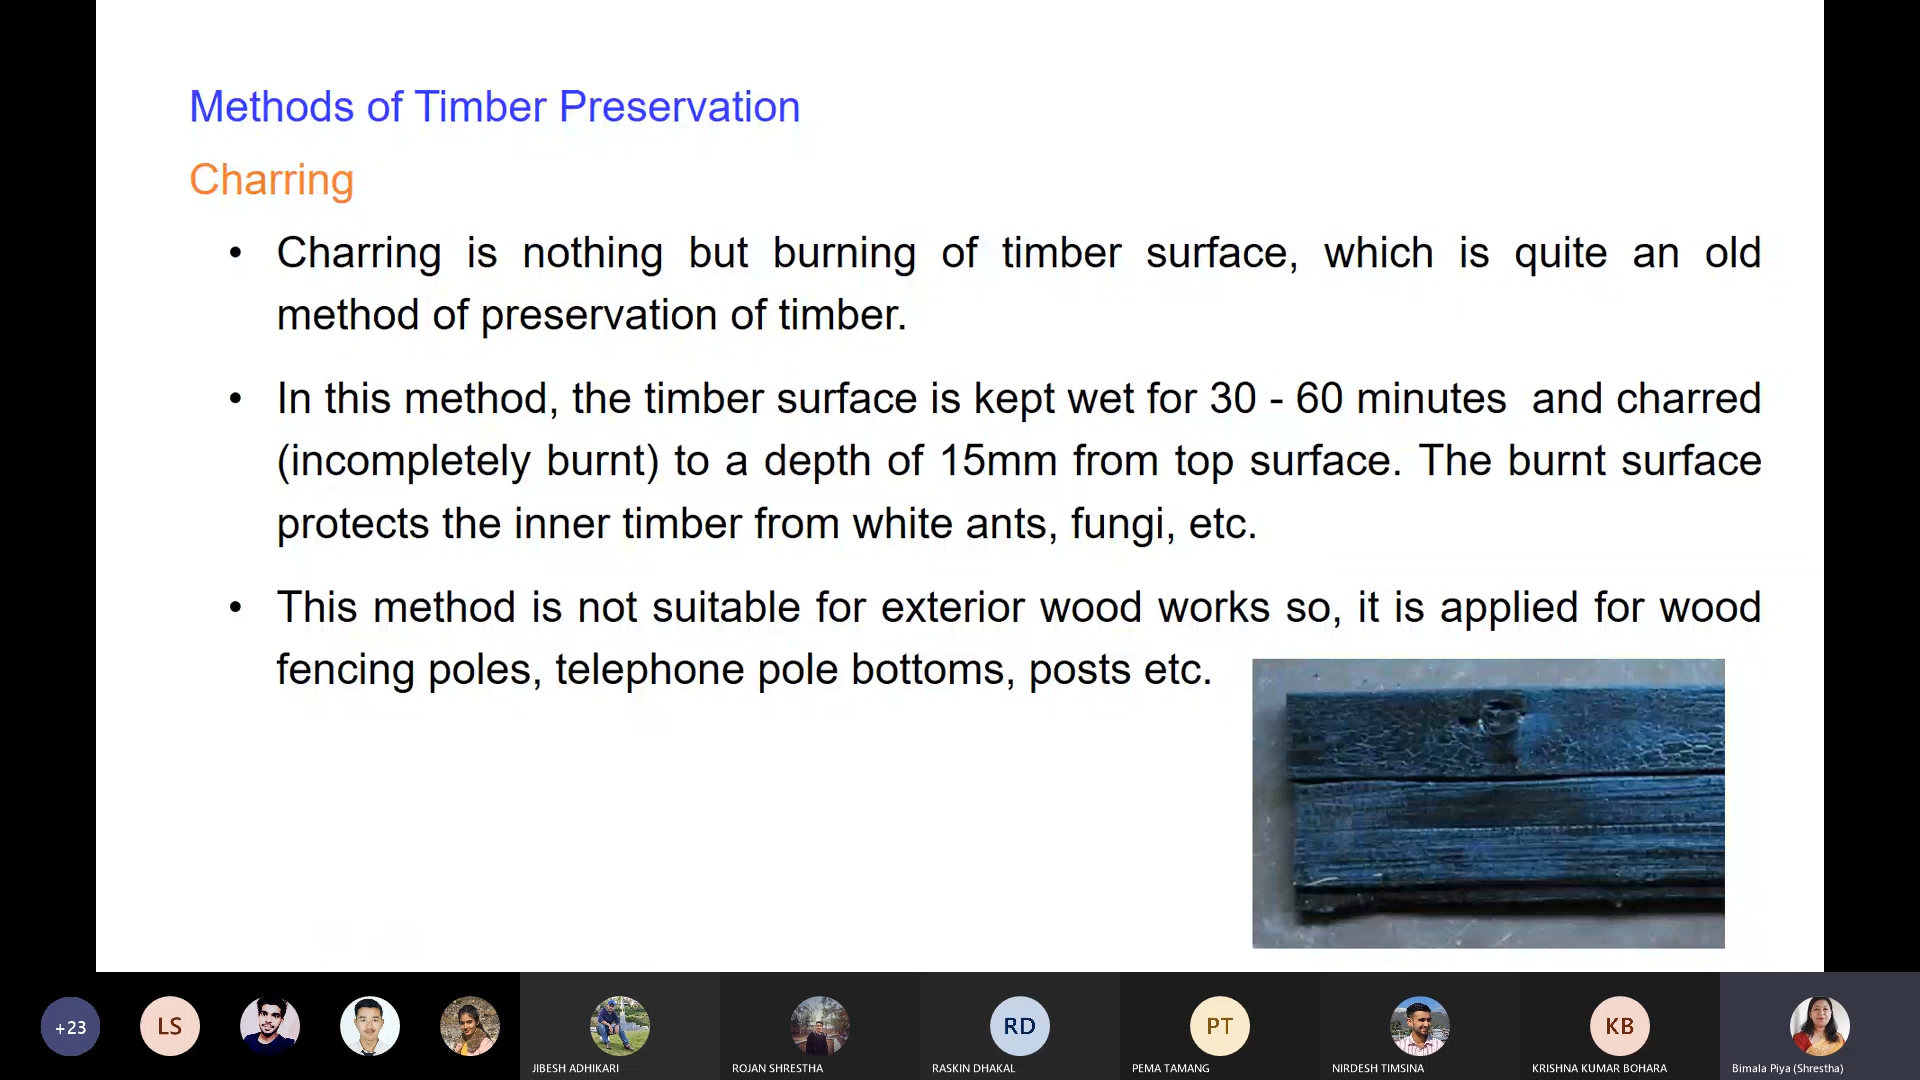 Methods of Timber Preservation
Charring
• Charring is nothing but burning of timber surface, which is quite an old
method of preservation of timber.
• In this method, the timber surface is kept wet for 30 - 60 minutes  and charred
(incompletely burnt) to a depth of 15mm from top surface. The burnt surface
protects the inner timber from white ants, fungi, etc.
• This method is not suitable for exterior wood works so, it is applied for wood
fencing poles, telephone pole bottoms, posts etc.
+23 LS RD PT KB
JIBESH ADHIKARI ROJAN SHRESTHA RASKIN DHAKAL PEMA TAMANG NIRDESH TIMSINA KRISHNA KUMAR BOHARA Bimala Piya (Shrestha)